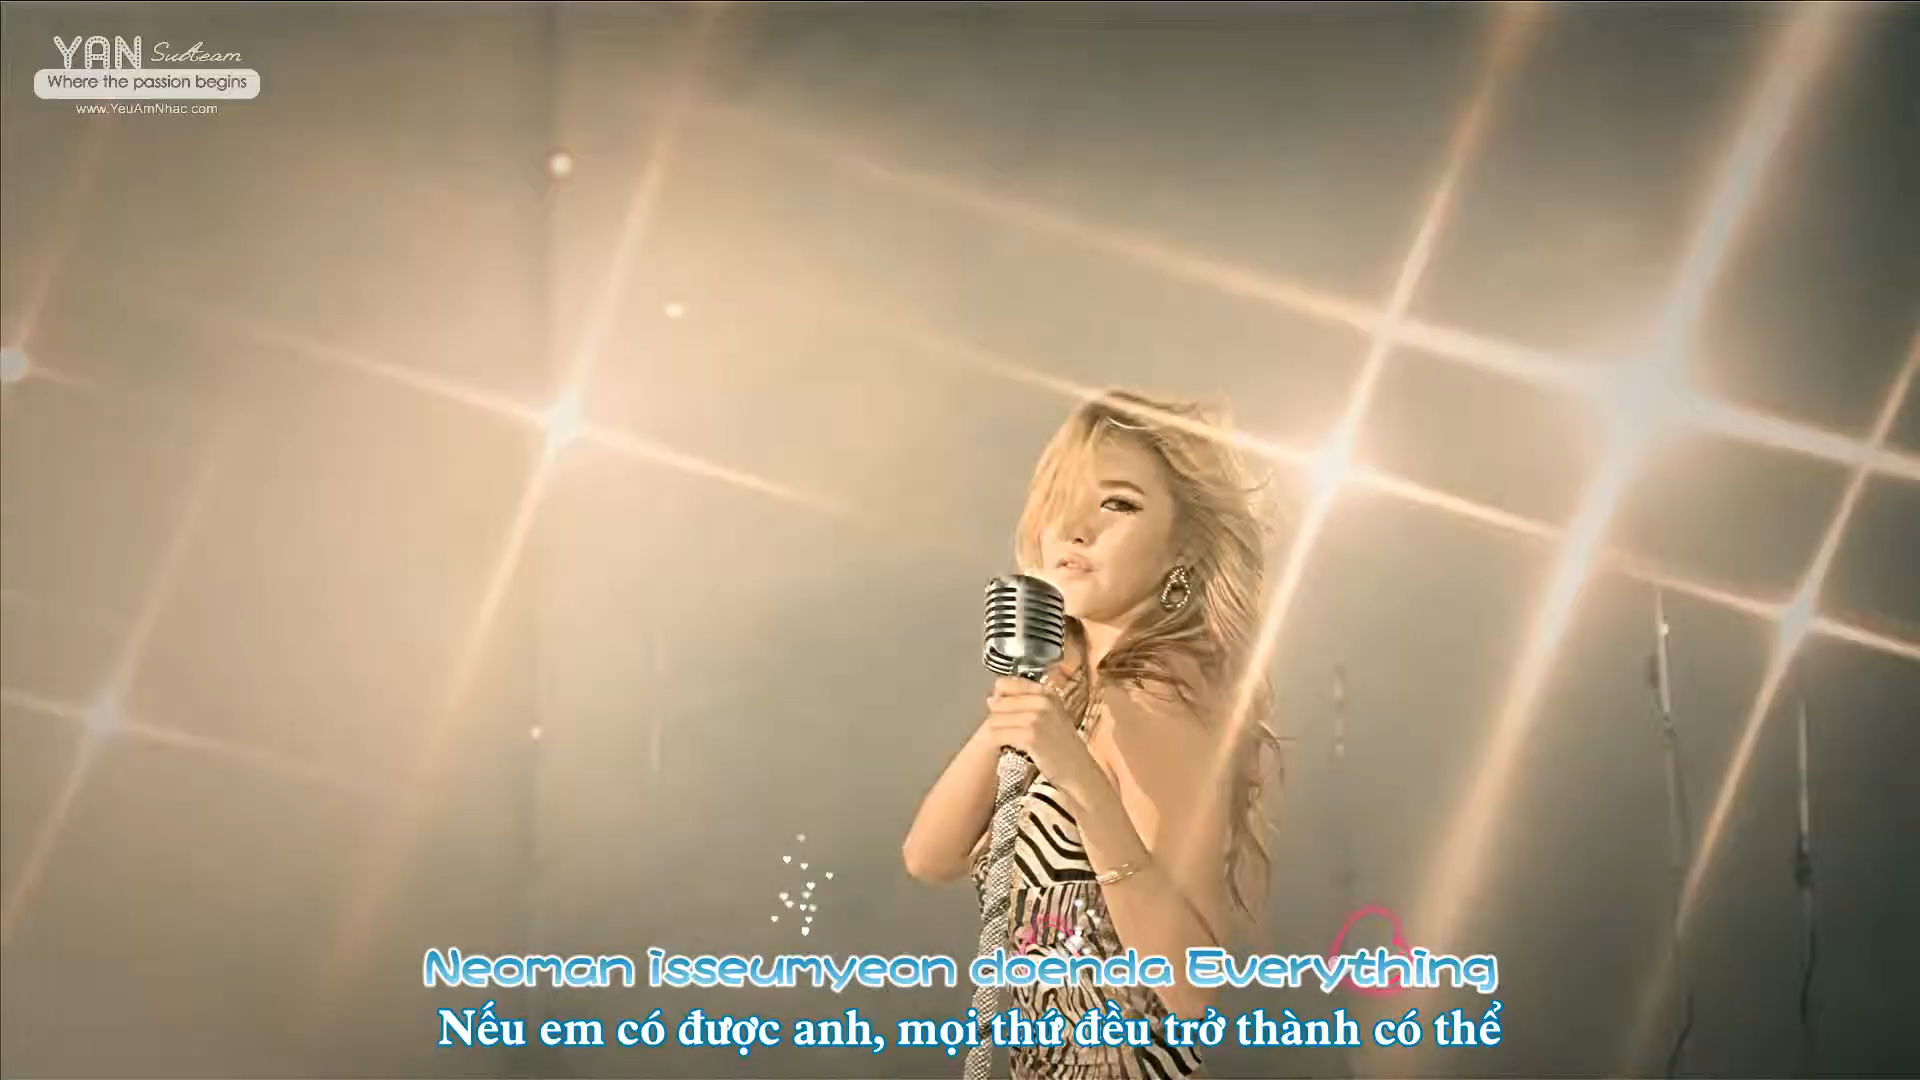 YAN Subteam
Where the passion begins
www.YeuAmNhac.com
Neoman isseumyeon doenda Everything
Nếu em có được anh, mọi thứ đều trở thành có thể